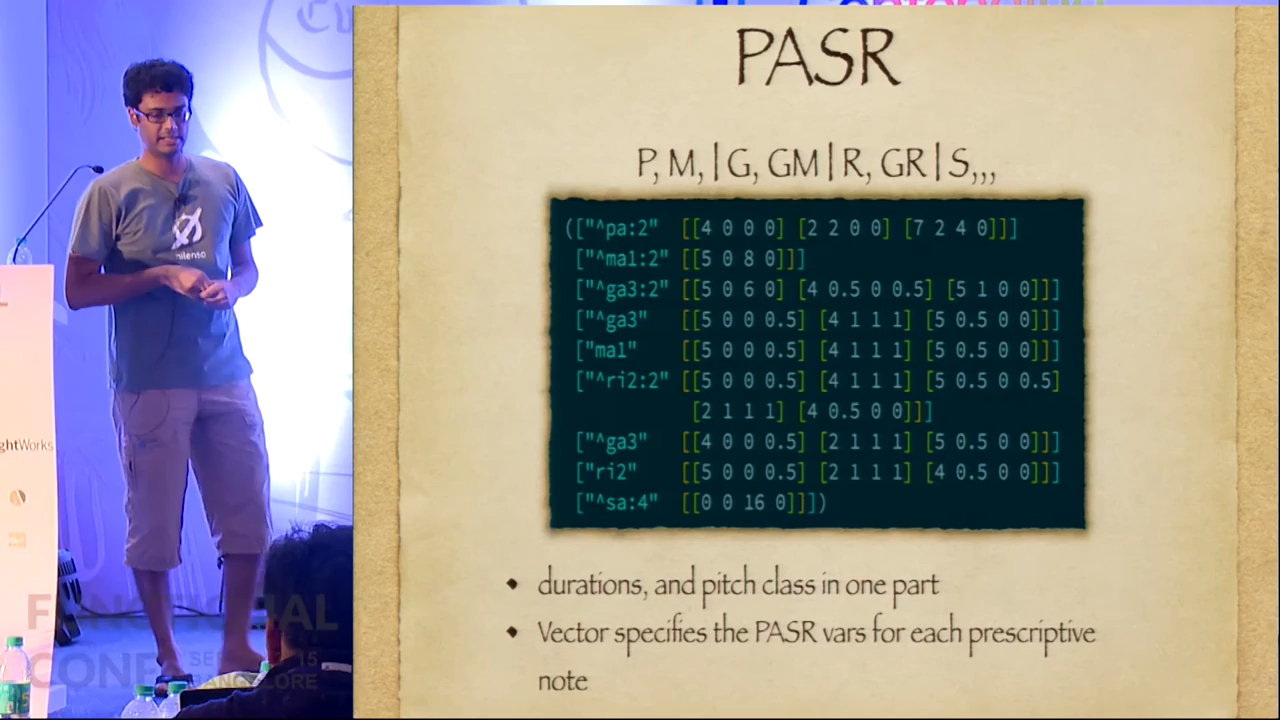 PASR
P, M, | G, GM | R, GR | S,,,
(["^pa:2" [[4 0 0 0] [2 2 0 0] [7 2 4 0]]]
["^ma1:2" [[5 0 8 0]]]
["^ga3:2" [[5 0 6 0] [4 0.5 0 0.5] [5 1 0 0]]]
["^ga3" [[5 0 0 0.5] [4 1 1 1] [5 0.5 0 0]]]
["ma1" [[5 0 0 0.5] [4 1 1 1] [5 0.5 0 0]]]
["^ri2:2" [[5 0 0 0.5] [4 1 1 1] [5 0.5 0 0.5]
[2 1 1 1] [4 0.5 0 0]]]
["^ga3" [[4 0 0 0.5] [2 1 1 1] [5 0.5 0 0]]]
["ri2" [[5 0 0 0.5] [2 1 1 1] [4 0.5 0 0]]]
["^sa:4" [[0 0 16 0]]])
• durations, and pitch class in one part
• Vector specifies the PASR vars for each prescriptive
note
nilenso
ghtWorks